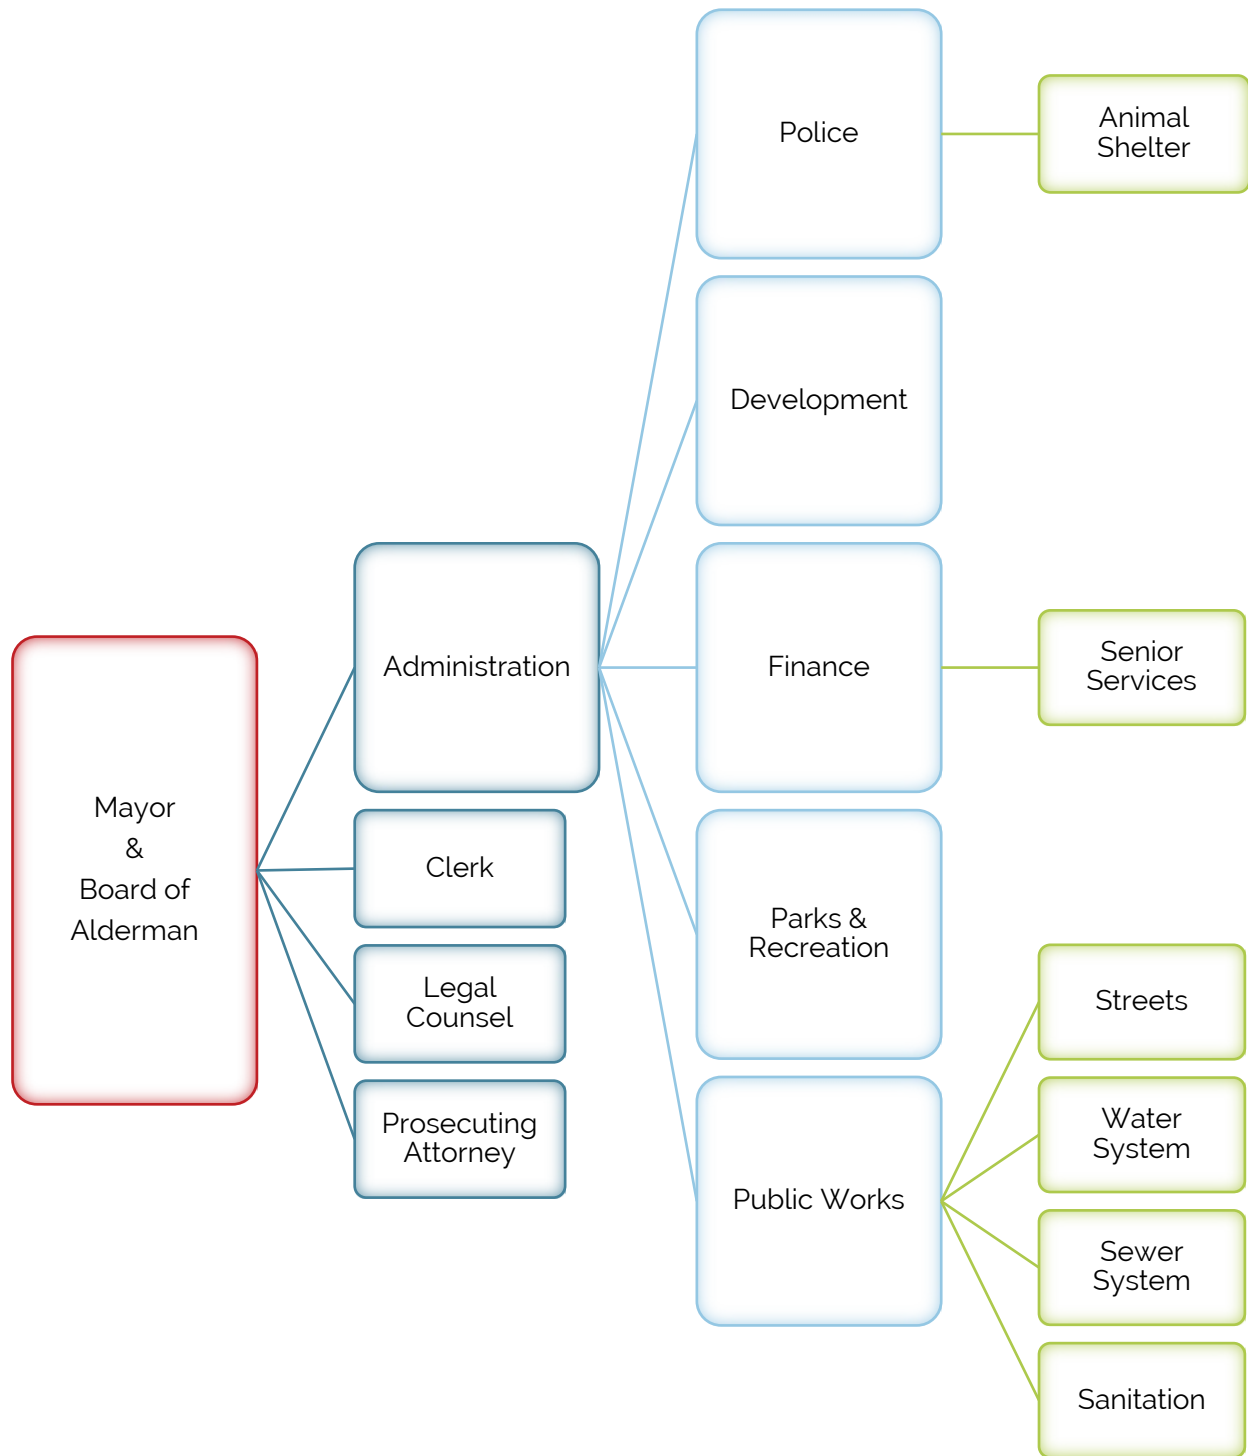 Mayor
&
Board of
Alderman
Administration
Clerk
Legal
Counsel
Prosecuting
Attorney
Police
Development
Finance
Parks &
Recreation
Public Works
Animal
Shelter
Senior
Services
Streets
Water
System
Sewer
System
Sanitation